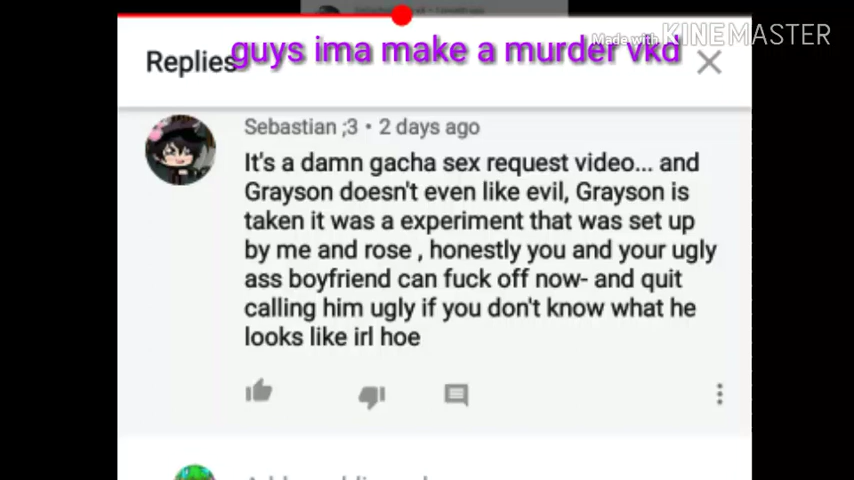 Made with KINEMASTER
guys ima make a murder vkd
Replies
Sebastian ;3 • 2 days ago
It's a damn gacha sex request video... and
Grayson doesn't even like evil, Grayson is
taken it was a experiment that was set up
by me and rose , honestly you and your ugly
ass boyfriend can fuck off now- and quit
calling him ugly if you don't know what he
looks like irl hoe